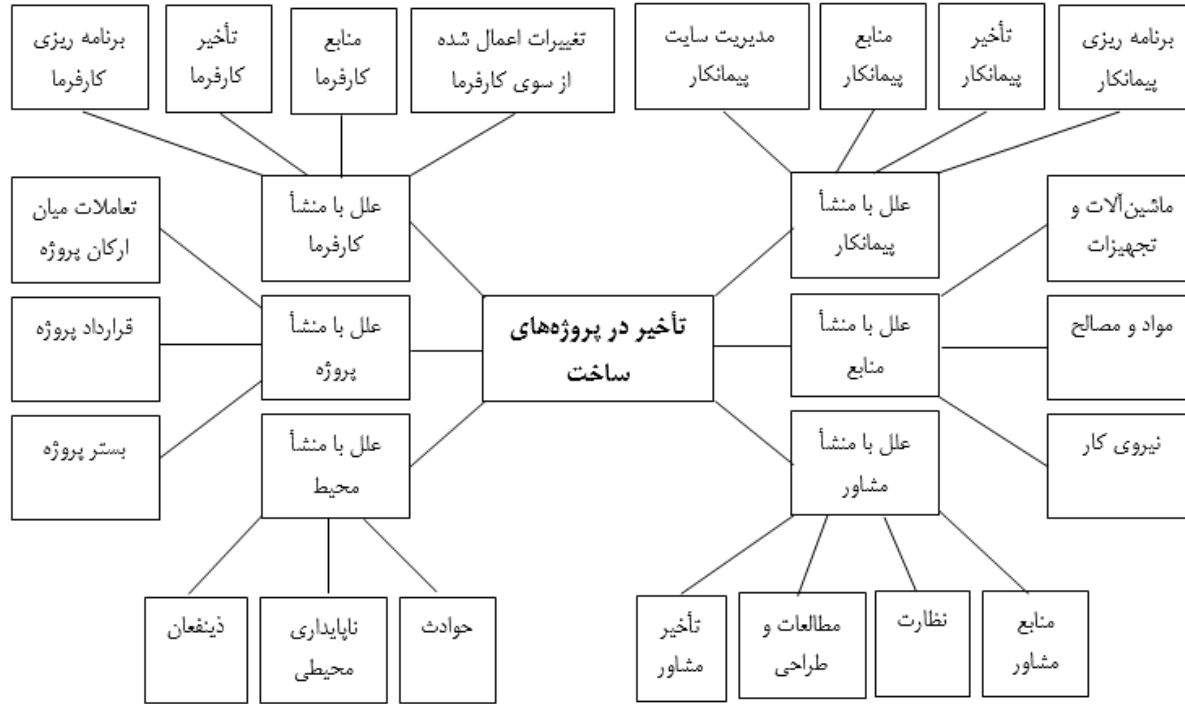 برنامه ریزی
پیمانکار
تأخیر
پیمانکار
منابع
پیمانکار
مدیریت سایت
پیمانکار
تغییرات اعمال شده
از سوی کارفرما
منابع
کارفرما
تأخیر
کارفرما
برنامه ریزی
کارفرما
ماشین‌آلات و
تجهیزات
علل با منشأ
پیمانکار
علل با منشأ
کارفرما
تعاملات میان
ارکان پروژه
مواد و مصالح
علل با منشأ
منابع
تأخیر در پروژه‌های
ساخت
علل با منشأ
پروژه
قرارداد پروژه
نیروی کار
علل با منشأ
مشاور
علل با منشأ
محیط
بستر پروژه
منابع
مشاور
نظارت
مطالعات و
طراحی
تأخیر
مشاور
حوادث
ناپایداری
محیطی
ذینفعان